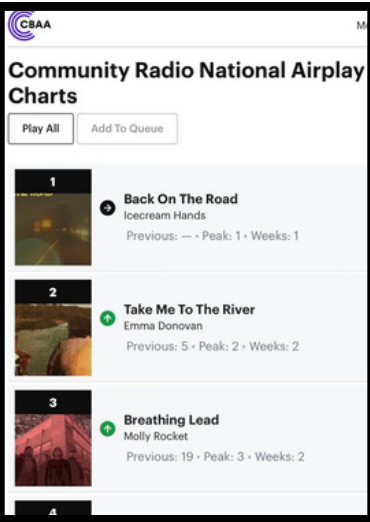 CBAA
Community Radio National Airplay
Charts
Play All
Add To Queue
1
Back On The Road
Icecream Hands
Previous: — • Peak: 1 • Weeks: 1
2
Take Me To The River
Emma Donovan
Previous: 5 • Peak: 2 • Weeks: 2
3
Breathing Lead
Molly Rocket
Previous: 19 • Peak: 3 • Weeks: 2
4